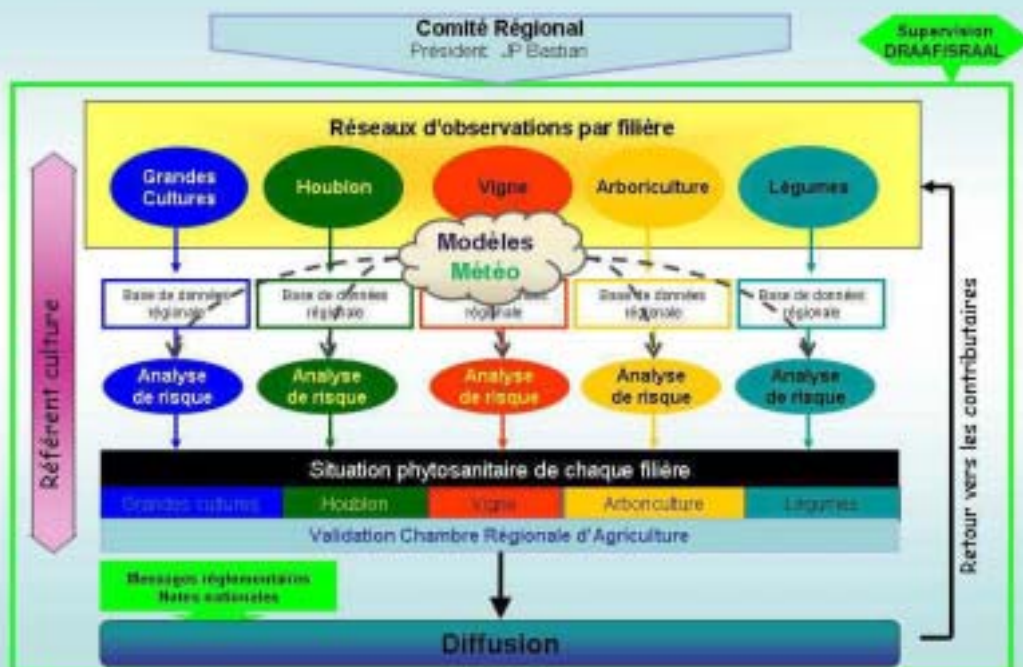 Comité Régional
Président JP Bastian
Supervision
DRAAF/SRAAL
Réseaux d'observations par filière
Grandes
Cultures
Houblon
Vigne
Arboriculture
Légumes
Modèles
Météo
Base de données
régionale
Base de données
régionale
données
régionale
Base de données
régionale
Base de données
régionale
Analyse
de risque
Analyse
de risque
Analyse
de risque
Analyse
de risque
Analyse
de risque
Situation phytosanitaire de chaque filière
Grandes cultures
Houblon
Vigne
Arboriculture
Légumes
Validation Chambre Régionale d'Agriculture
Messages réglementaires
Notes nationales
Diffusion
Référent culture
Retour vers les contributaires